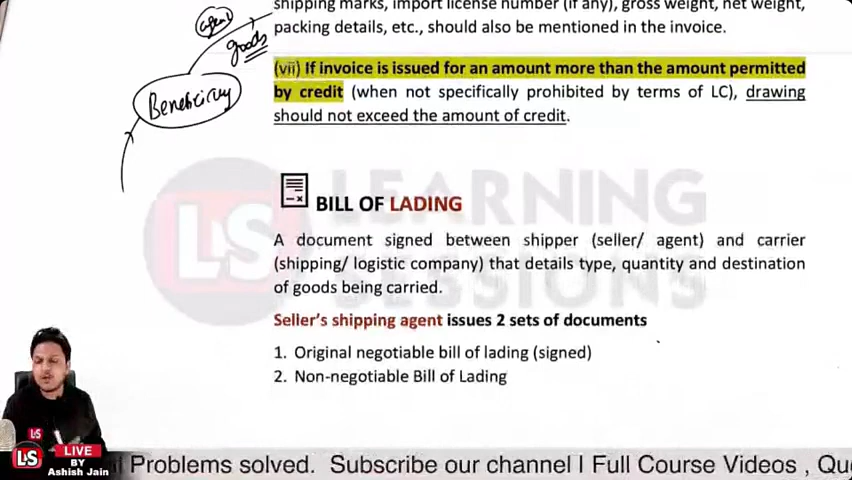 shipping marks, import license number (if any), gross weight, net weight,
packing details, etc., should also be mentioned in the invoice.
agent
goods
Beneficiary
(vii) If invoice is issued for an amount more than the amount permitted
by credit (when not specifically prohibited by terms of LC), drawing
should not exceed the amount of credit.
LS
LEARNING
SESSIONS
BILL OF LADING
A document signed between shipper (seller/ agent) and carrier
(shipping/ logistic company) that details type, quantity and destination
of goods being carried.
Seller's shipping agent issues 2 sets of documents
1. Original negotiable bill of lading (signed)
2. Non-negotiable Bill of Lading
LS
LS
LIVE
BY
Ashish Jain
i Problems solved. Subscribe our channel I Full Course Videos , Qu